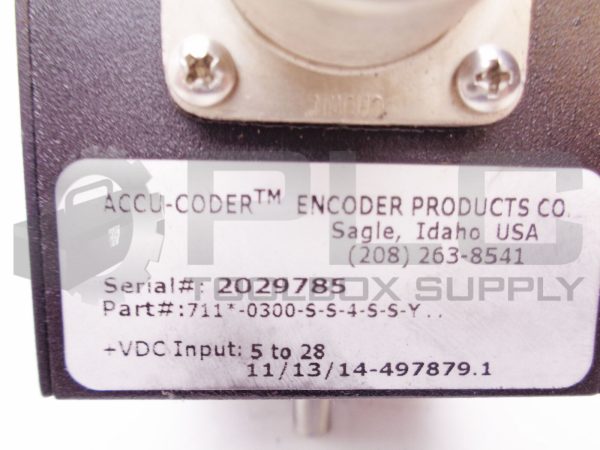 ACCU-CODER™ ENCODER PRODUCTS CO.
Sagle, Idaho USA
(208) 263-8541
Serial#: 2029785
Part#:711*-0300-S-S-4-S-S-Y..
+VDC Input: 5 to 28
11/13/14-497879.1
PLC
TOOLBOX SUPPLY